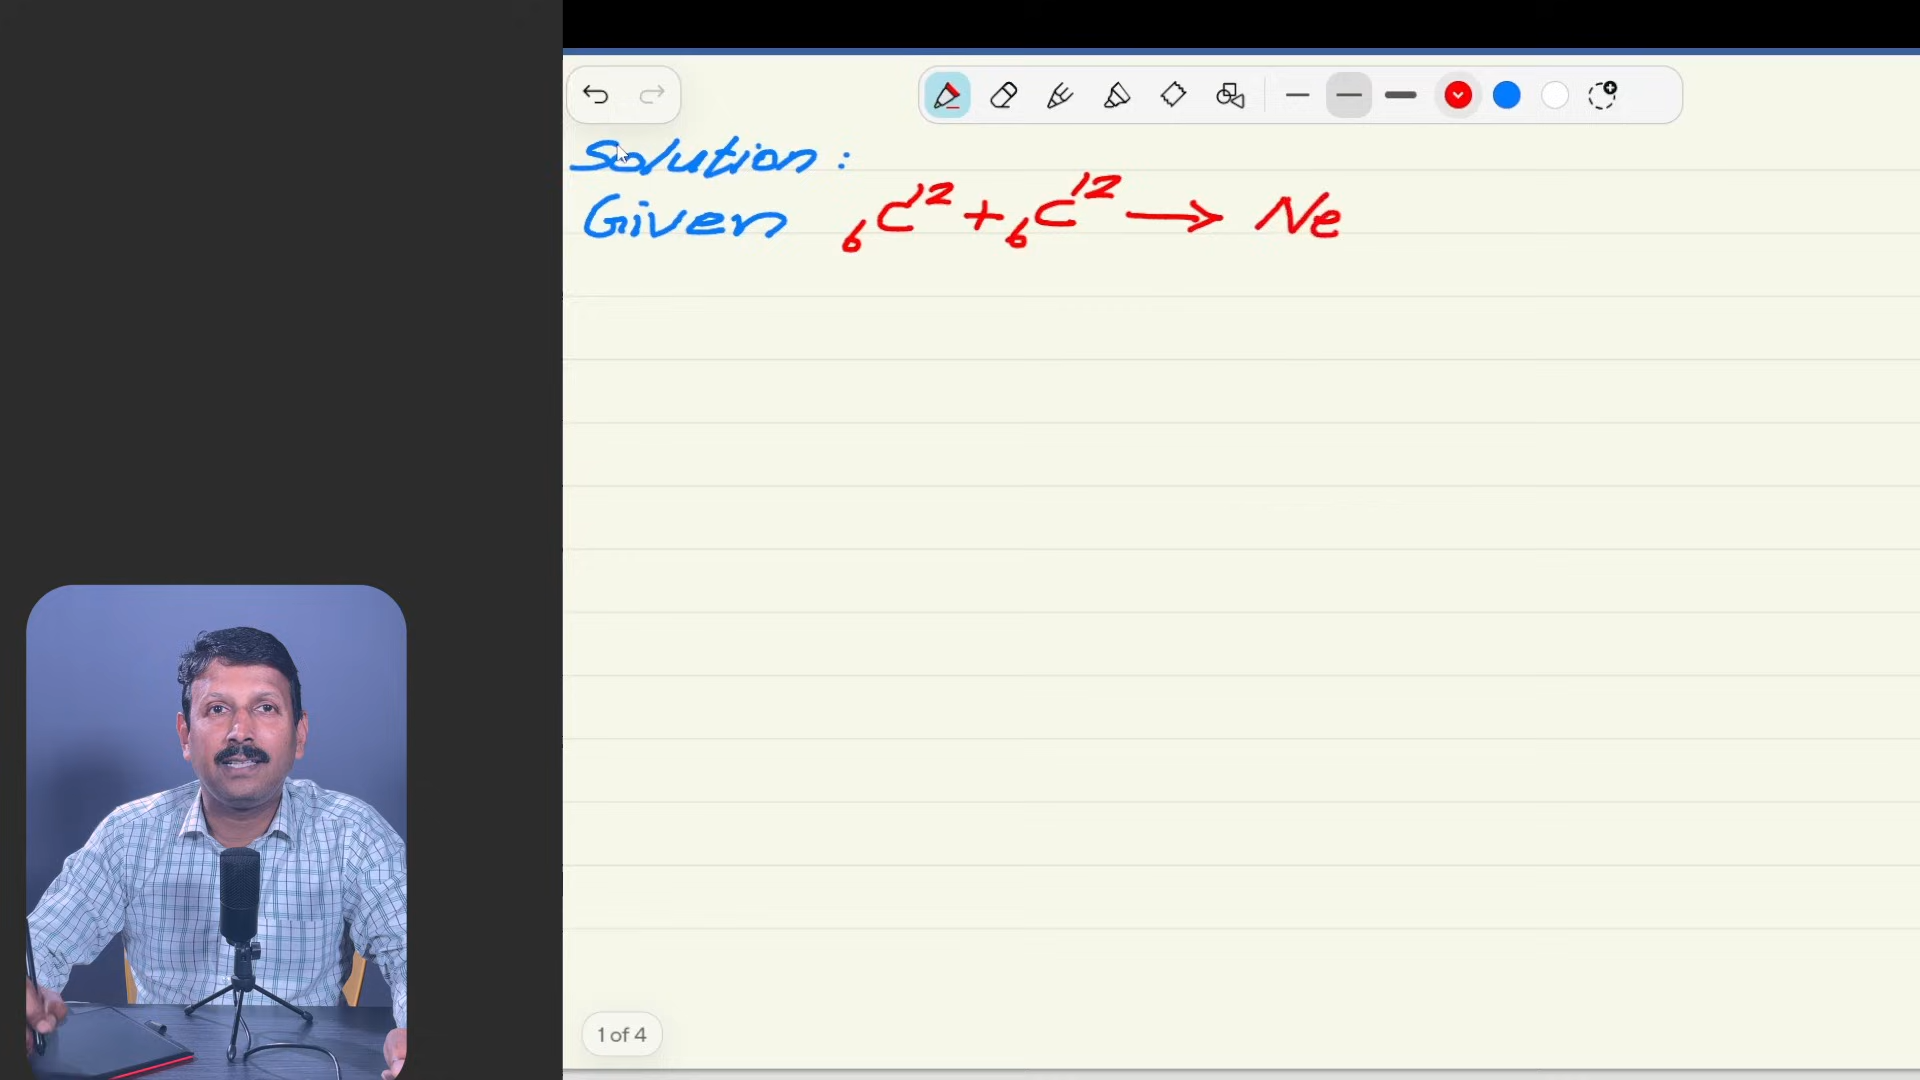 Solution :
Given ₆C¹² + ₆C¹² → Ne
1 of 4